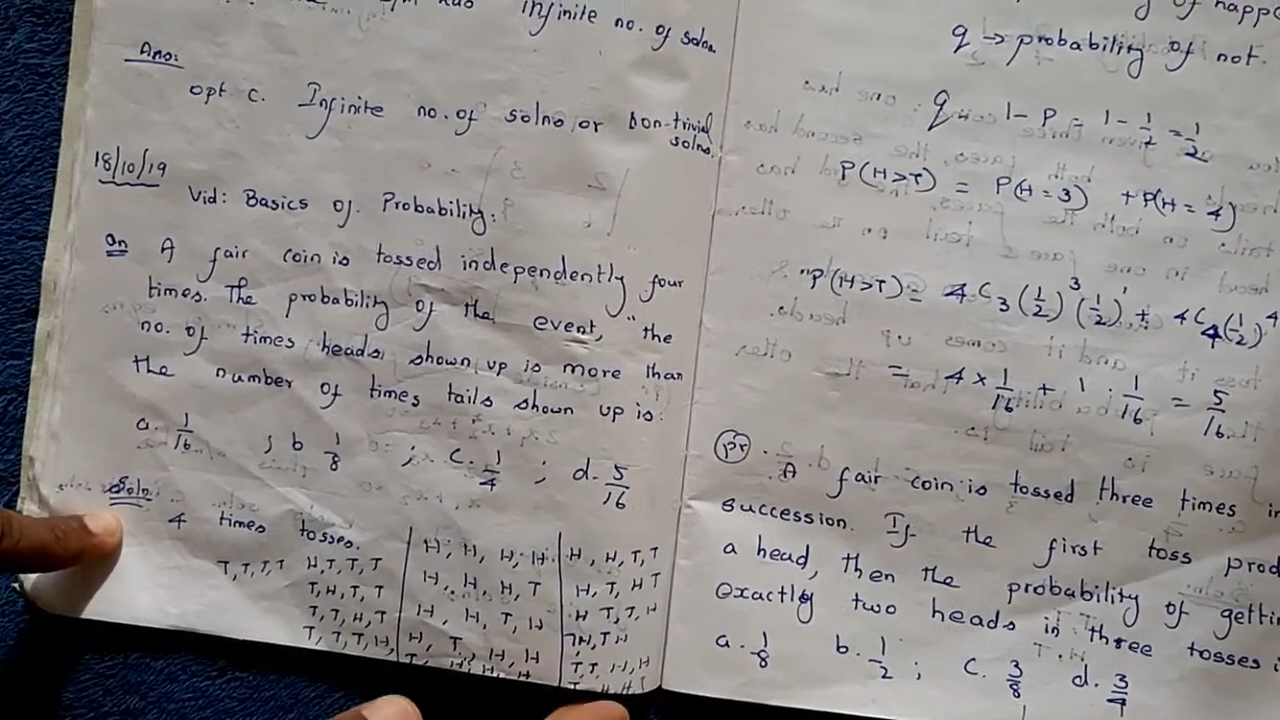 Infinite no. of solns
Ans:
opt c. Infinite no. of solns or non-trivial
solns.
18/10/19
Vid: Basics of Probability:
Qn A fair coin is tossed independently four
times. The probability of the event, "the
no. of times heads shown up is more than
the number of times tails shown up is:
a. 1/16 ; b 1/8 ; c. 1/4 ; d. 5/16
Soln:
4 times tosses.
T,T,T,T H,T,T,T H, H, H, H H, H, T, T
T,H,T,T H, H, H, T H, T, H T
T,T,H,T H, H, T, H H T, T, H
T,T,T,H, H, T, H, H T H, T H
T, H, H, H T T, H, H
T H, H T
q → probability of not.
q = 1 - P = 1 - 1/2 = 1/2
P(H>T) = P(H = 3) + P(H = 4)
P(H>T) = 4C3 (1/2)^3 (1/2)^1 + 4C4 (1/2)^4
= 4 × 1/16 + 1 . 1/16 = 5/16
Pr. A fair coin is tossed three times in
succession. If the first toss
a head, then the probability of
exactly two heads in three tosses
a. 1/8 b. 1/2 ; c. 3/8 d. 3/4